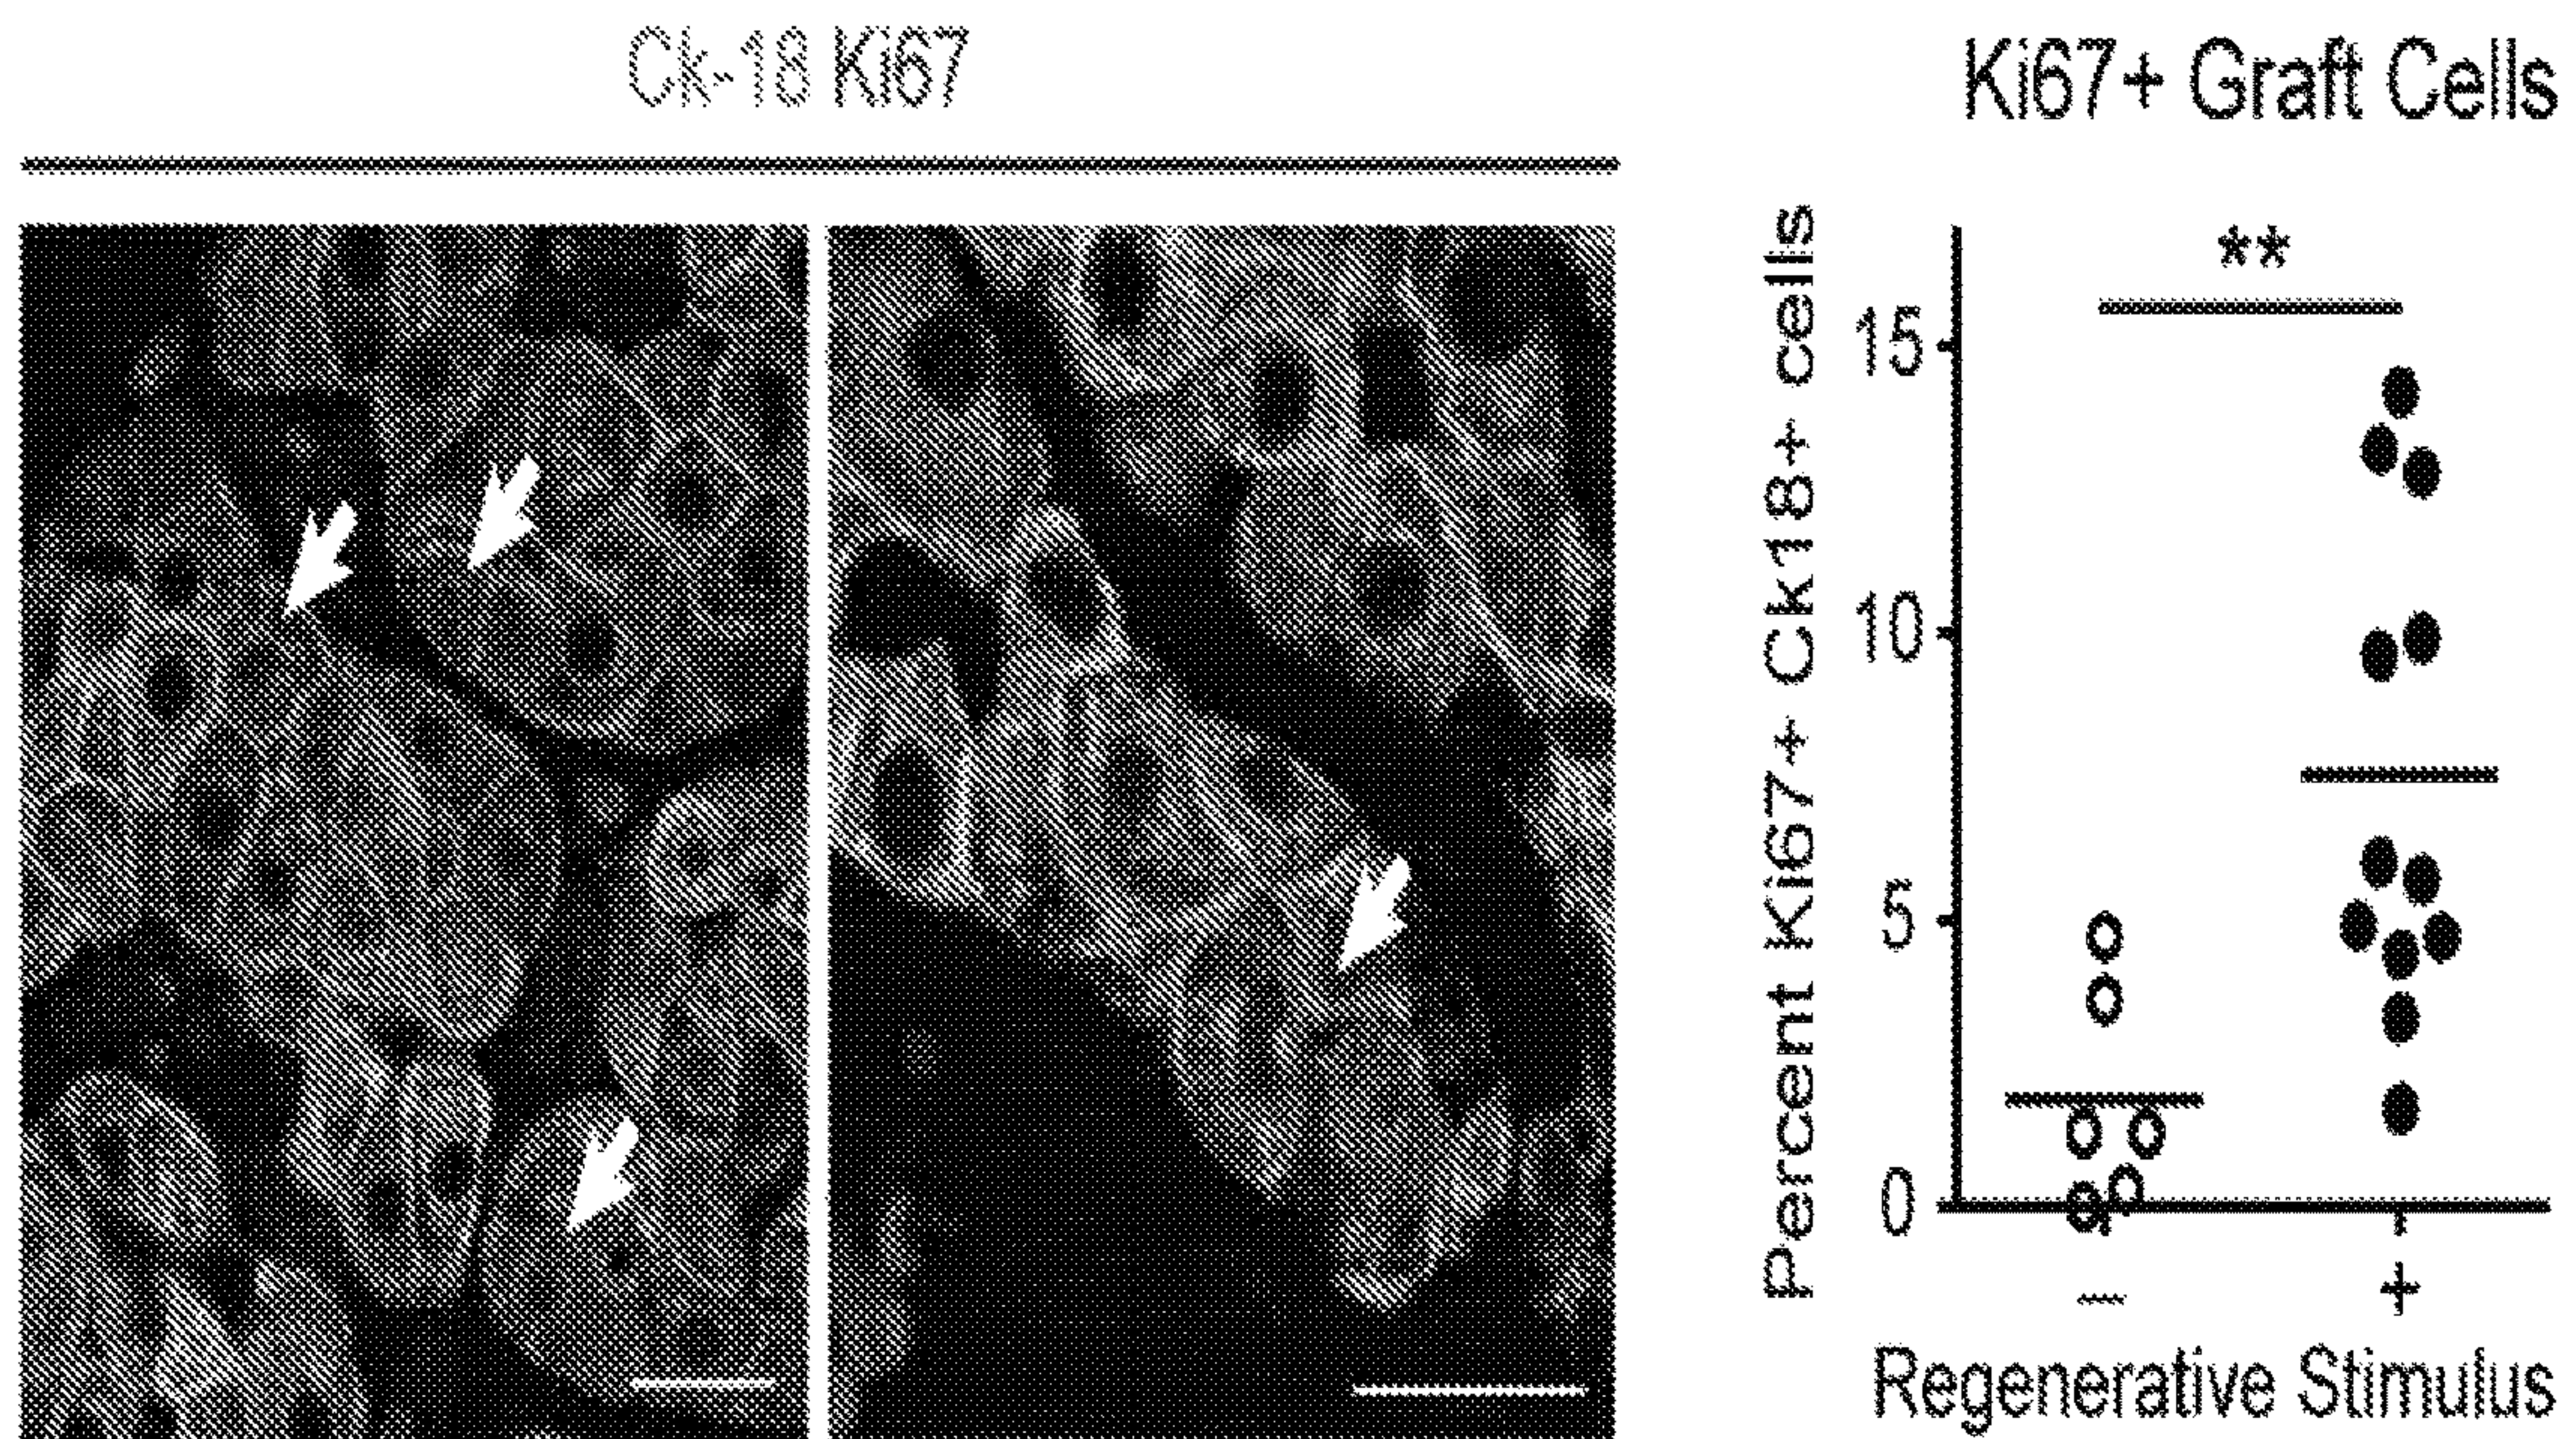 Ck-18 Ki67
Ki67+ Graft Cells
**
Percent Ki67+ Ck18+ cells
15
10
5
0
– +
Regenerative Stimulus